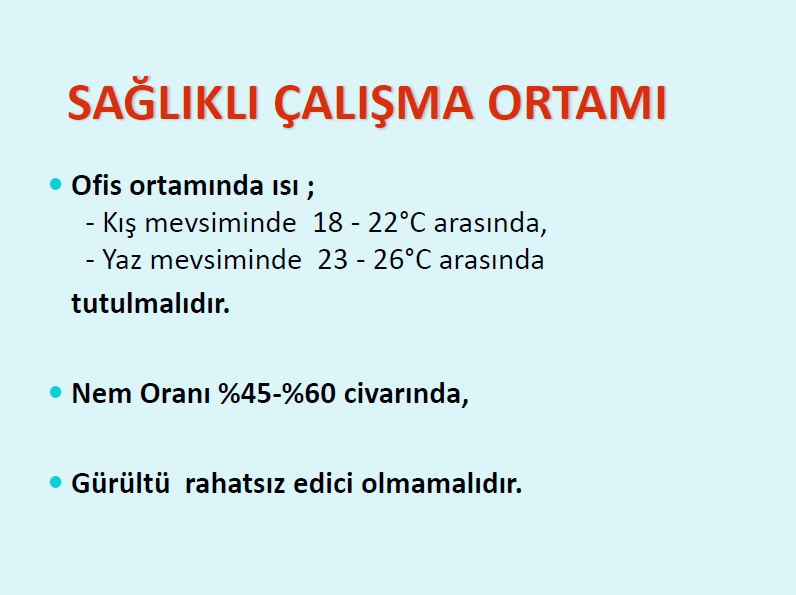 SAĞLIKLI ÇALIŞMA ORTAMI
• Ofis ortamında ısı ;
- Kış mevsiminde 18 - 22°C arasında,
- Yaz mevsiminde 23 - 26°C arasında
tutulmalıdır.
• Nem Oranı %45-%60 civarında,
• Gürültü rahatsız edici olmamalıdır.